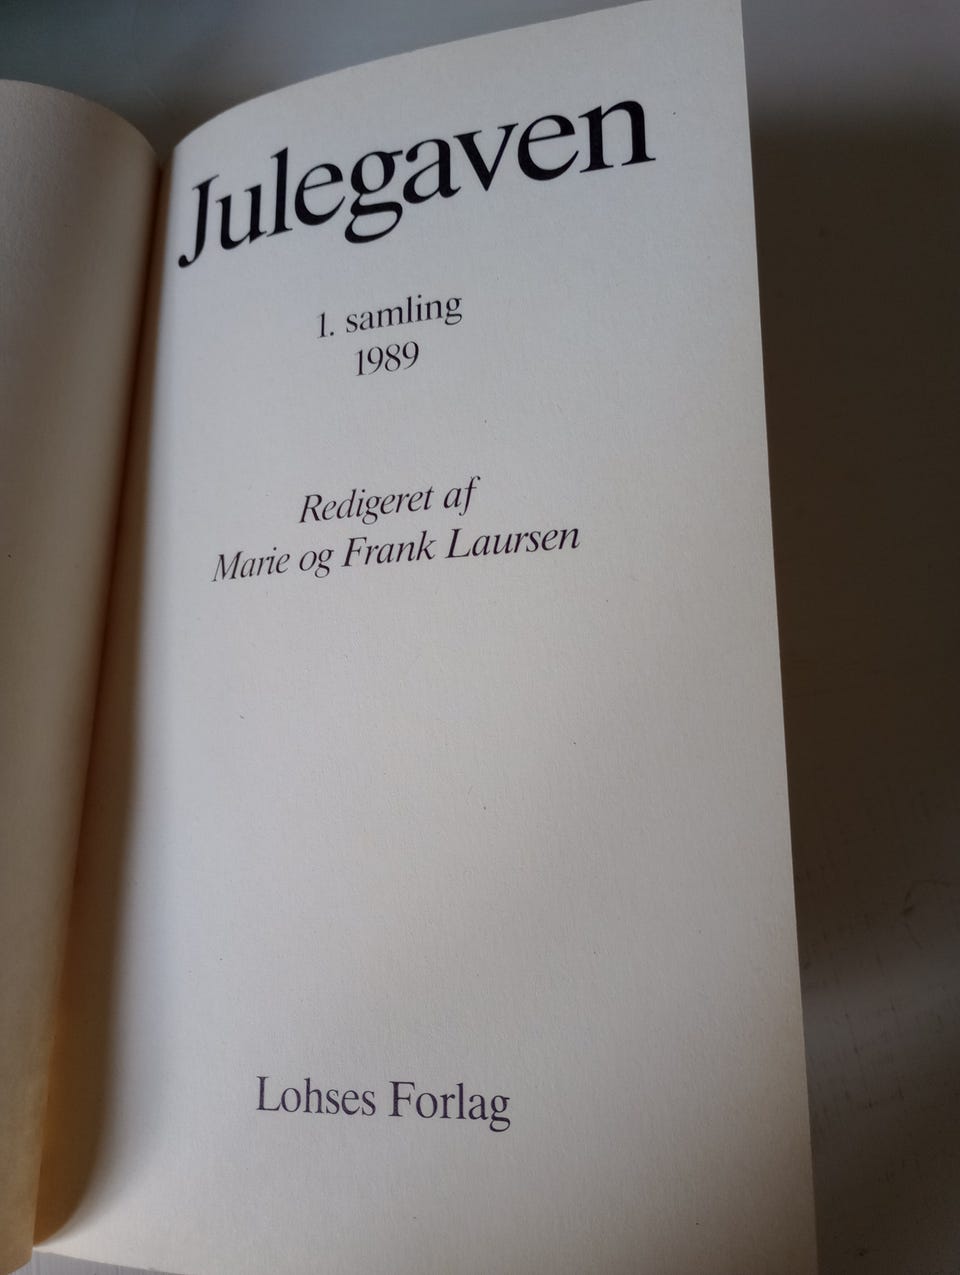 Julegaven
1. samling
1989
Redigeret af
Marie og Frank Laursen
Lohses Forlag